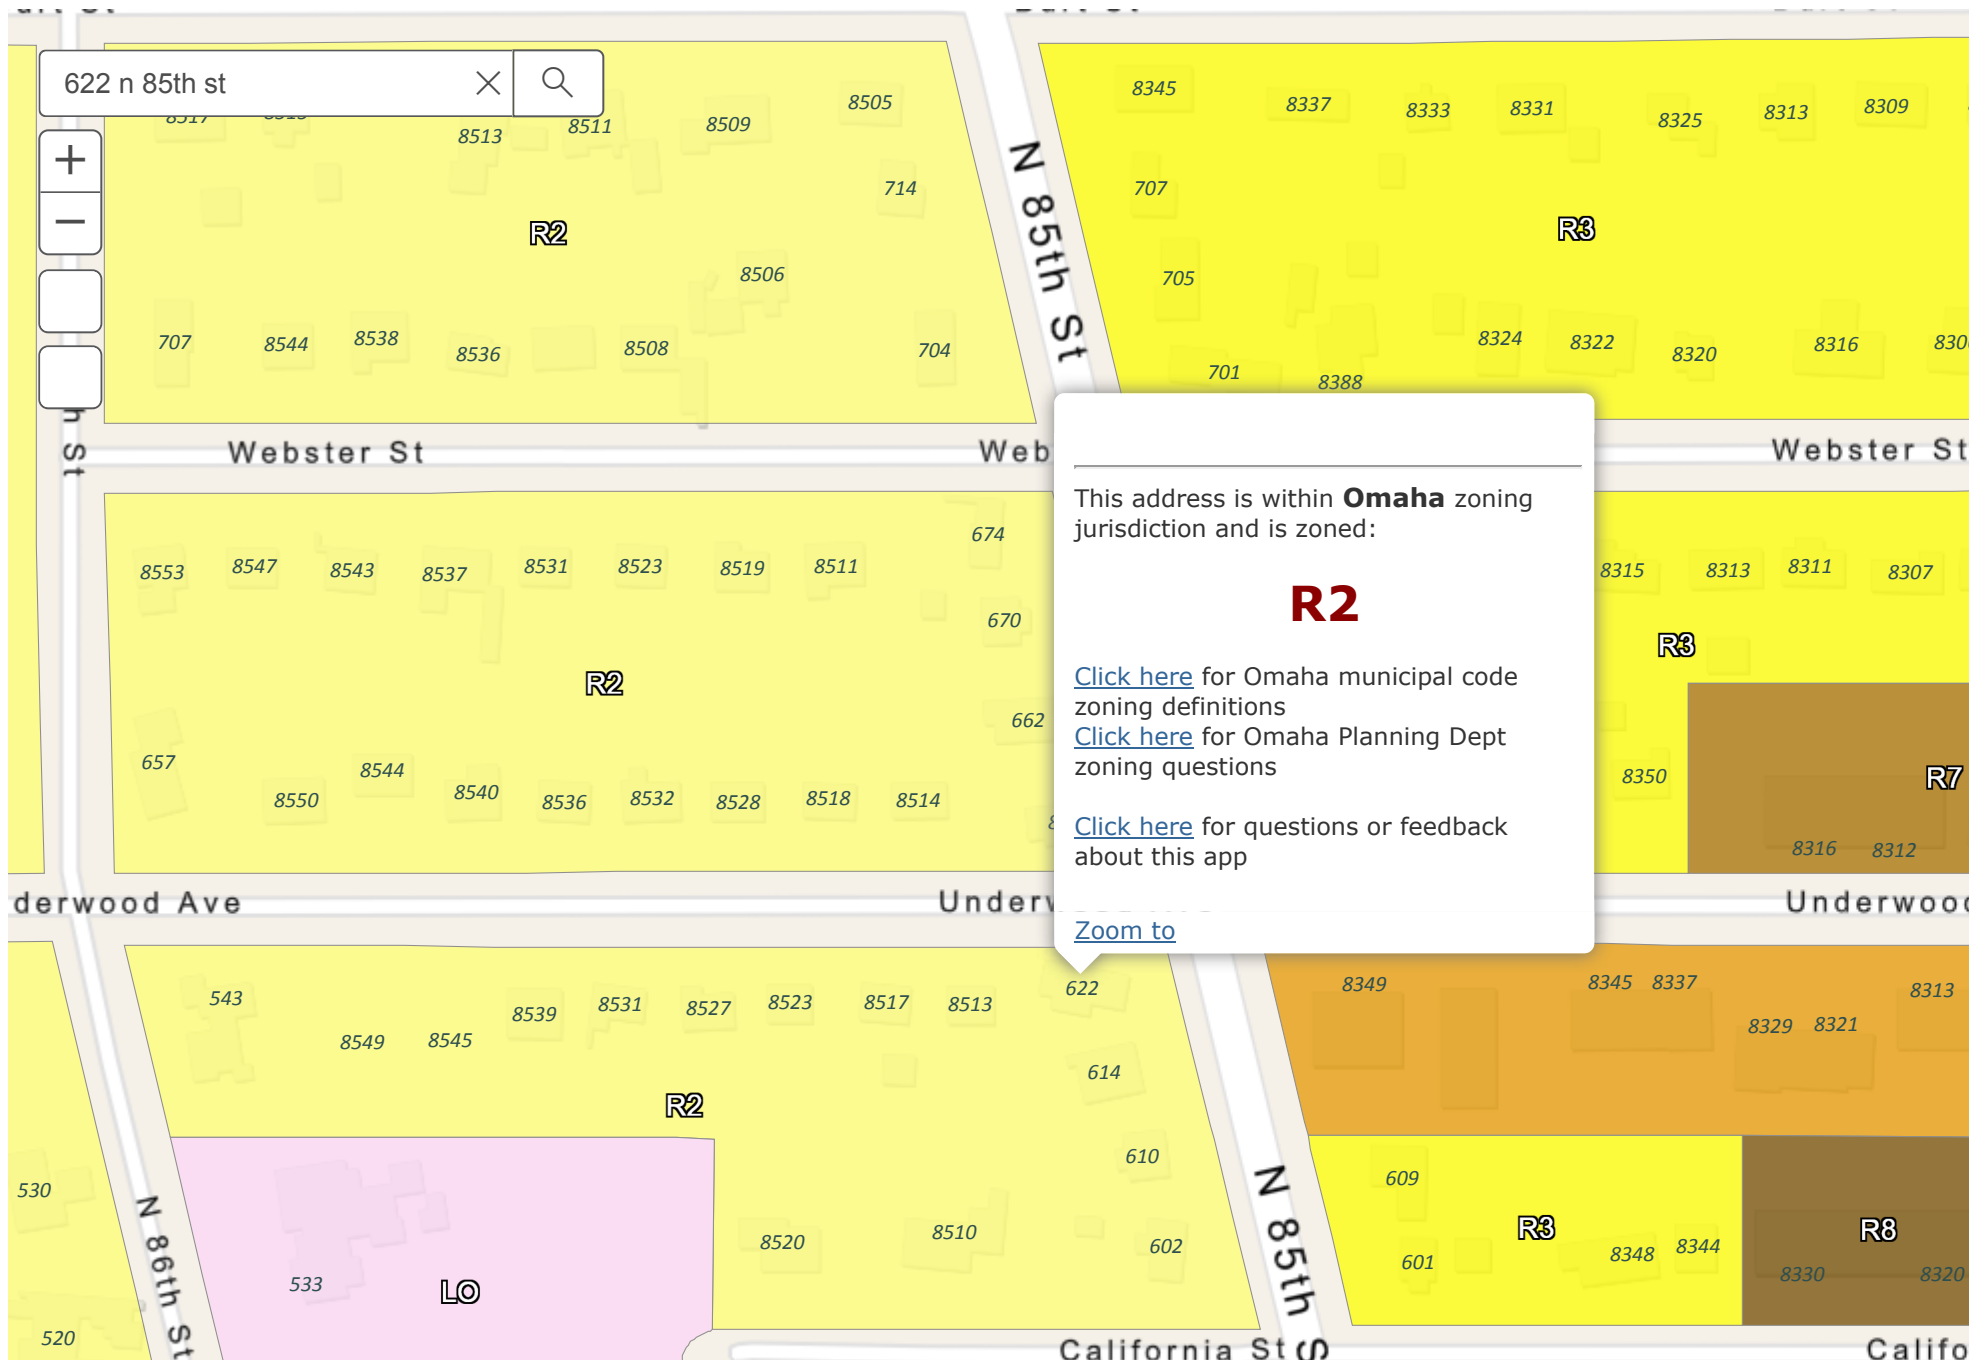 622 n 85th st
+
−
8513
8511
8509
8505
714
R2
8506
707
8544
8538
8536
8508
704
N 85th St
8345
8337
8333
8331
8325
8313
8309
707
705
R3
701
8388
8324
8322
8320
8316
St
Webster St
Webster St
This address is within Omaha zoning
jurisdiction and is zoned:
R2
Click here for Omaha municipal code
zoning definitions
Click here for Omaha Planning Dept
zoning questions
Click here for questions or feedback
about this app
Zoom to
8553
8547
8543
8537
8531
8523
8519
8511
674
670
R2
662
657
8550
8544
8540
8536
8532
8528
8518
8514
8315
8313
8311
8307
R3
8350
R7
8316
8312
derwood Ave
Underw
Underwood
543
8549
8545
8539
8531
8527
8523
8517
8513
622
614
R2
610
8520
8510
602
530
520
N 86th St
533
LO
N 85th S
8349
8345
8337
8329
8321
8313
609
601
R3
8348
8344
R8
8330
8320
California St
Califo